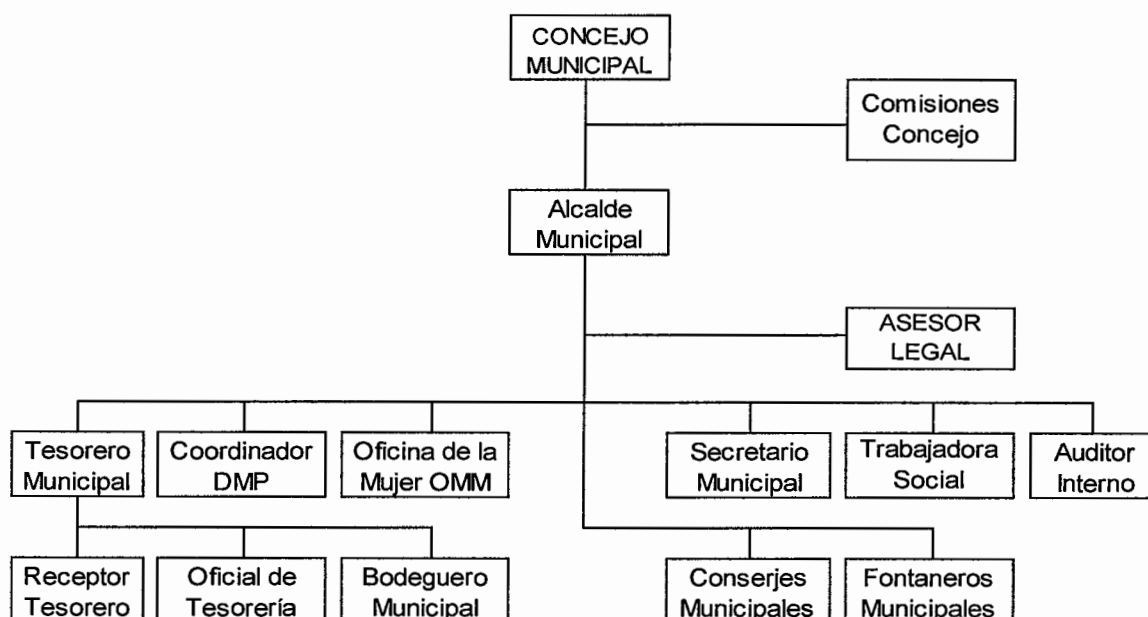 CONCEJO
MUNICIPAL
Comisiones
Concejo
Alcalde
Municipal
ASESOR
LEGAL
Tesorero
Municipal
Coordinador
DMP
Oficina de la
Mujer OMM
Secretario
Municipal
Trabajadora
Social
Auditor
Interno
Receptor
Tesorero
Oficial de
Tesorería
Bodeguero
Municipal
Conserjes
Municipales
Fontaneros
Municipales